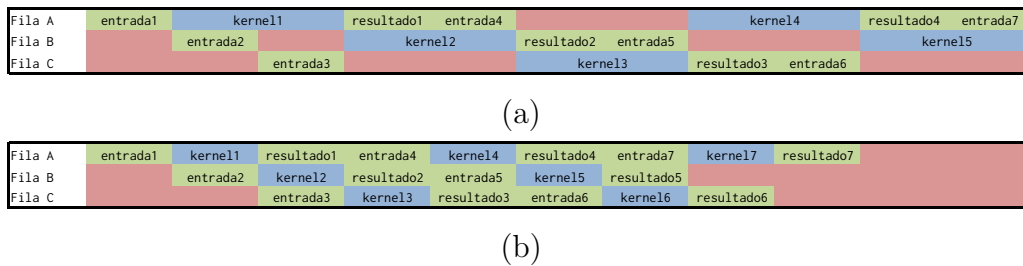 Fila A entrada1 kernel1 resultado1 entrada4 kernel4 resultado4 entrada7
Fila B entrada2 kernel2 resultado2 entrada5 kernel5
Fila C entrada3 kernel3 resultado3 entrada6
(a)
Fila A entrada1 kernel1 resultado1 entrada4 kernel4 resultado4 entrada7 kernel7 resultado7
Fila B entrada2 kernel2 resultado2 entrada5 kernel5 resultado5
Fila C entrada3 kernel3 resultado3 entrada6 kernel6 resultado6
(b)